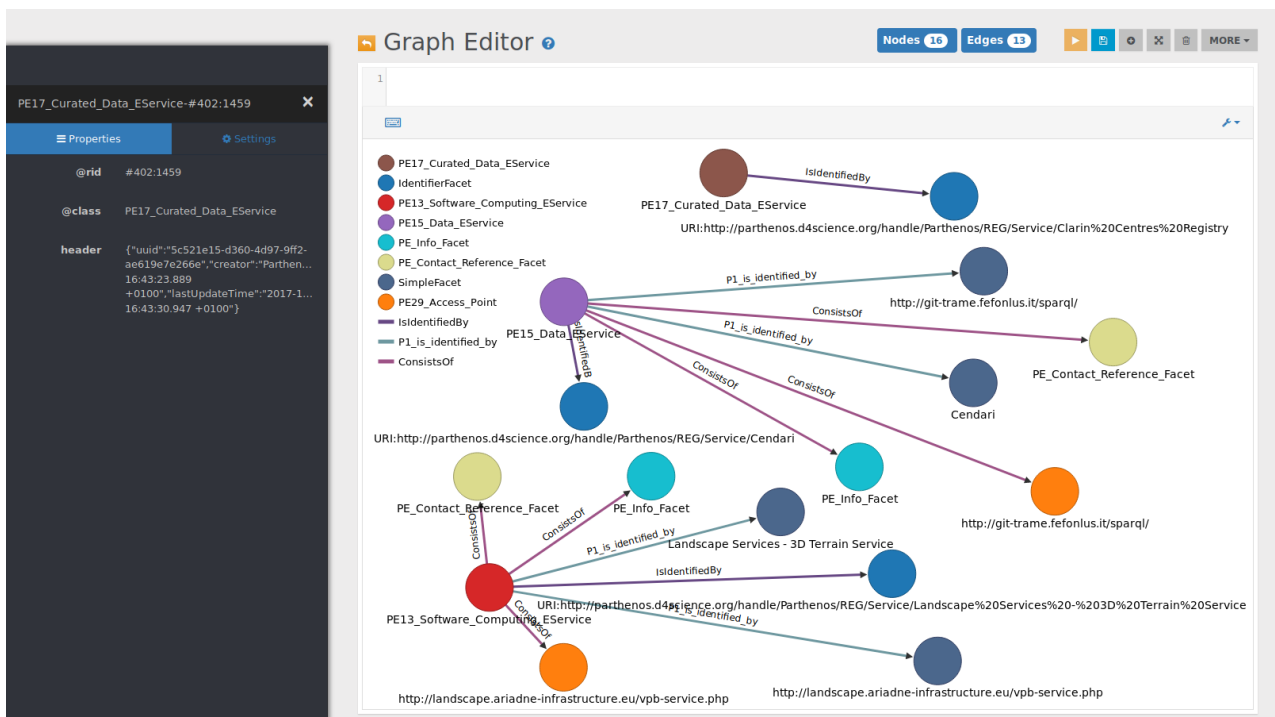 Graph Editor
Nodes 16
Edges 13
MORE
1
PE17_Curated_Data_EService-#402:1459
Properties
Settings
@rid #402:1459
@class PE17_Curated_Data_EService
header {"uuid":"5c521e15-d360-4d97-9ff2-
ae619e7e266e","creator":"Parthen...
16:43:23.889
+0100","lastUpdateTime":"2017-1...
16:43:30.947 +0100"}
PE17_Curated_Data_EService
IdentifierFacet
PE13_Software_Computing_EService
PE15_Data_EService
PE_Info_Facet
PE_Contact_Reference_Facet
SimpleFacet
PE29_Access_Point
IsIdentifiedBy
P1_is_identified_by
ConsistsOf
IsIdentifiedBy
PE17_Curated_Data_EService
URI:http://parthenos.d4science.org/handle/Parthenos/REG/Service/Clarin%20Centres%20Registry
P1_is_identified_by
http://git-trame.fefonlus.it/sparql/
ConsistsOf
PE15_Data_EService
P1_is_identified_by
IsIdentifiedB
PE_Contact_Reference_Facet
ConsistsOf
ConsistsOf
Cendari
URI:http://parthenos.d4science.org/handle/Parthenos/REG/Service/Cendari
PE_Info_Facet
PE_Contact_Reference_Facet
PE_Info_Facet
http://git-trame.fefonlus.it/sparql/
ConsistsOf
ConsistsOf
P1_is_identified_by
Landscape Services - 3D Terrain Service
IsIdentifiedBy
URI:http://parthenos.d4science.org/handle/Parthenos/REG/Service/Landscape%20Services%20-%203D%20Terrain%20Service
P1_is_identified_by
PE13_Software_Computing_EService
ConsistsOf
http://landscape.ariadne-infrastructure.eu/vpb-service.php
http://landscape.ariadne-infrastructure.eu/vpb-service.php